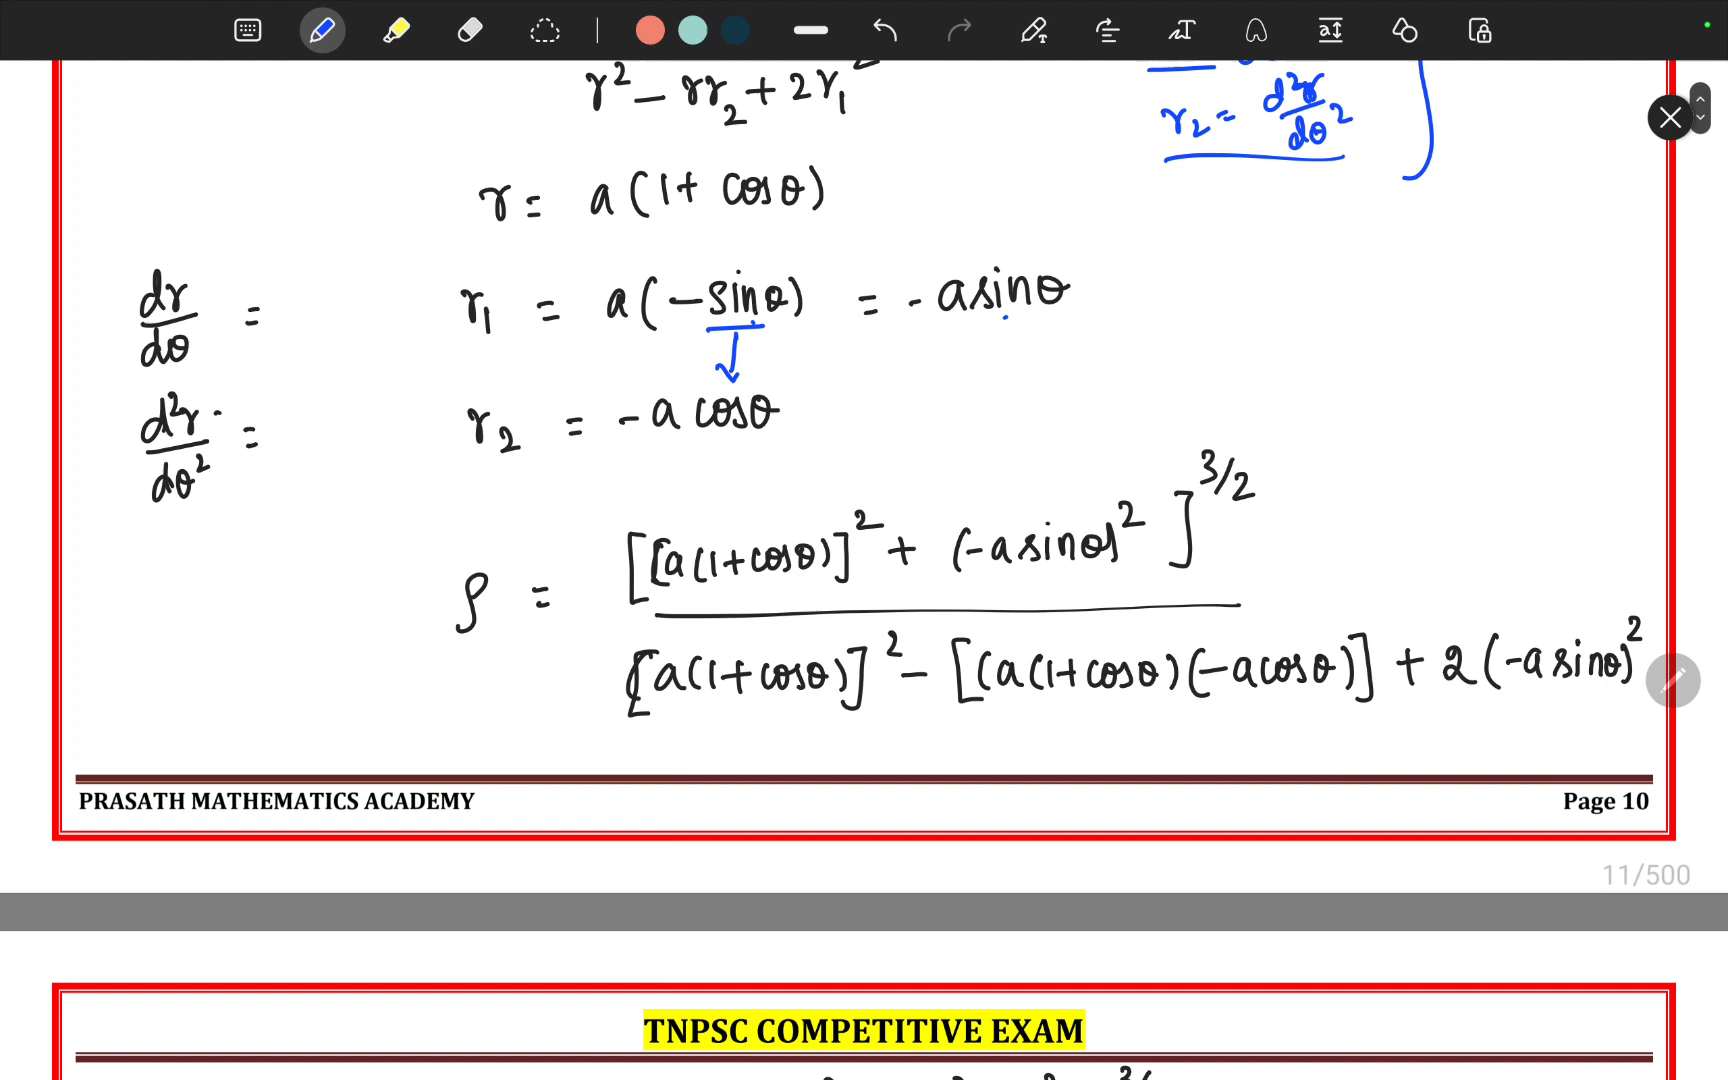 r² - rr₂ + 2r₁²
r₂ = d²r/dθ²
r = a(1+ cosθ)
dr/dθ = r₁ = a(-sinθ) = - asinθ
d²r/dθ² = r₂ = -a cosθ
ρ = [[a(1+cosθ)]² + (-a sinθ)²]^3/2 / [a(1+cosθ)]² - [(a(1+cosθ)(-acosθ)] + 2(-a sinθ)²
PRASATH MATHEMATICS ACADEMY Page 10
11/500
TNPSC COMPETITIVE EXAM